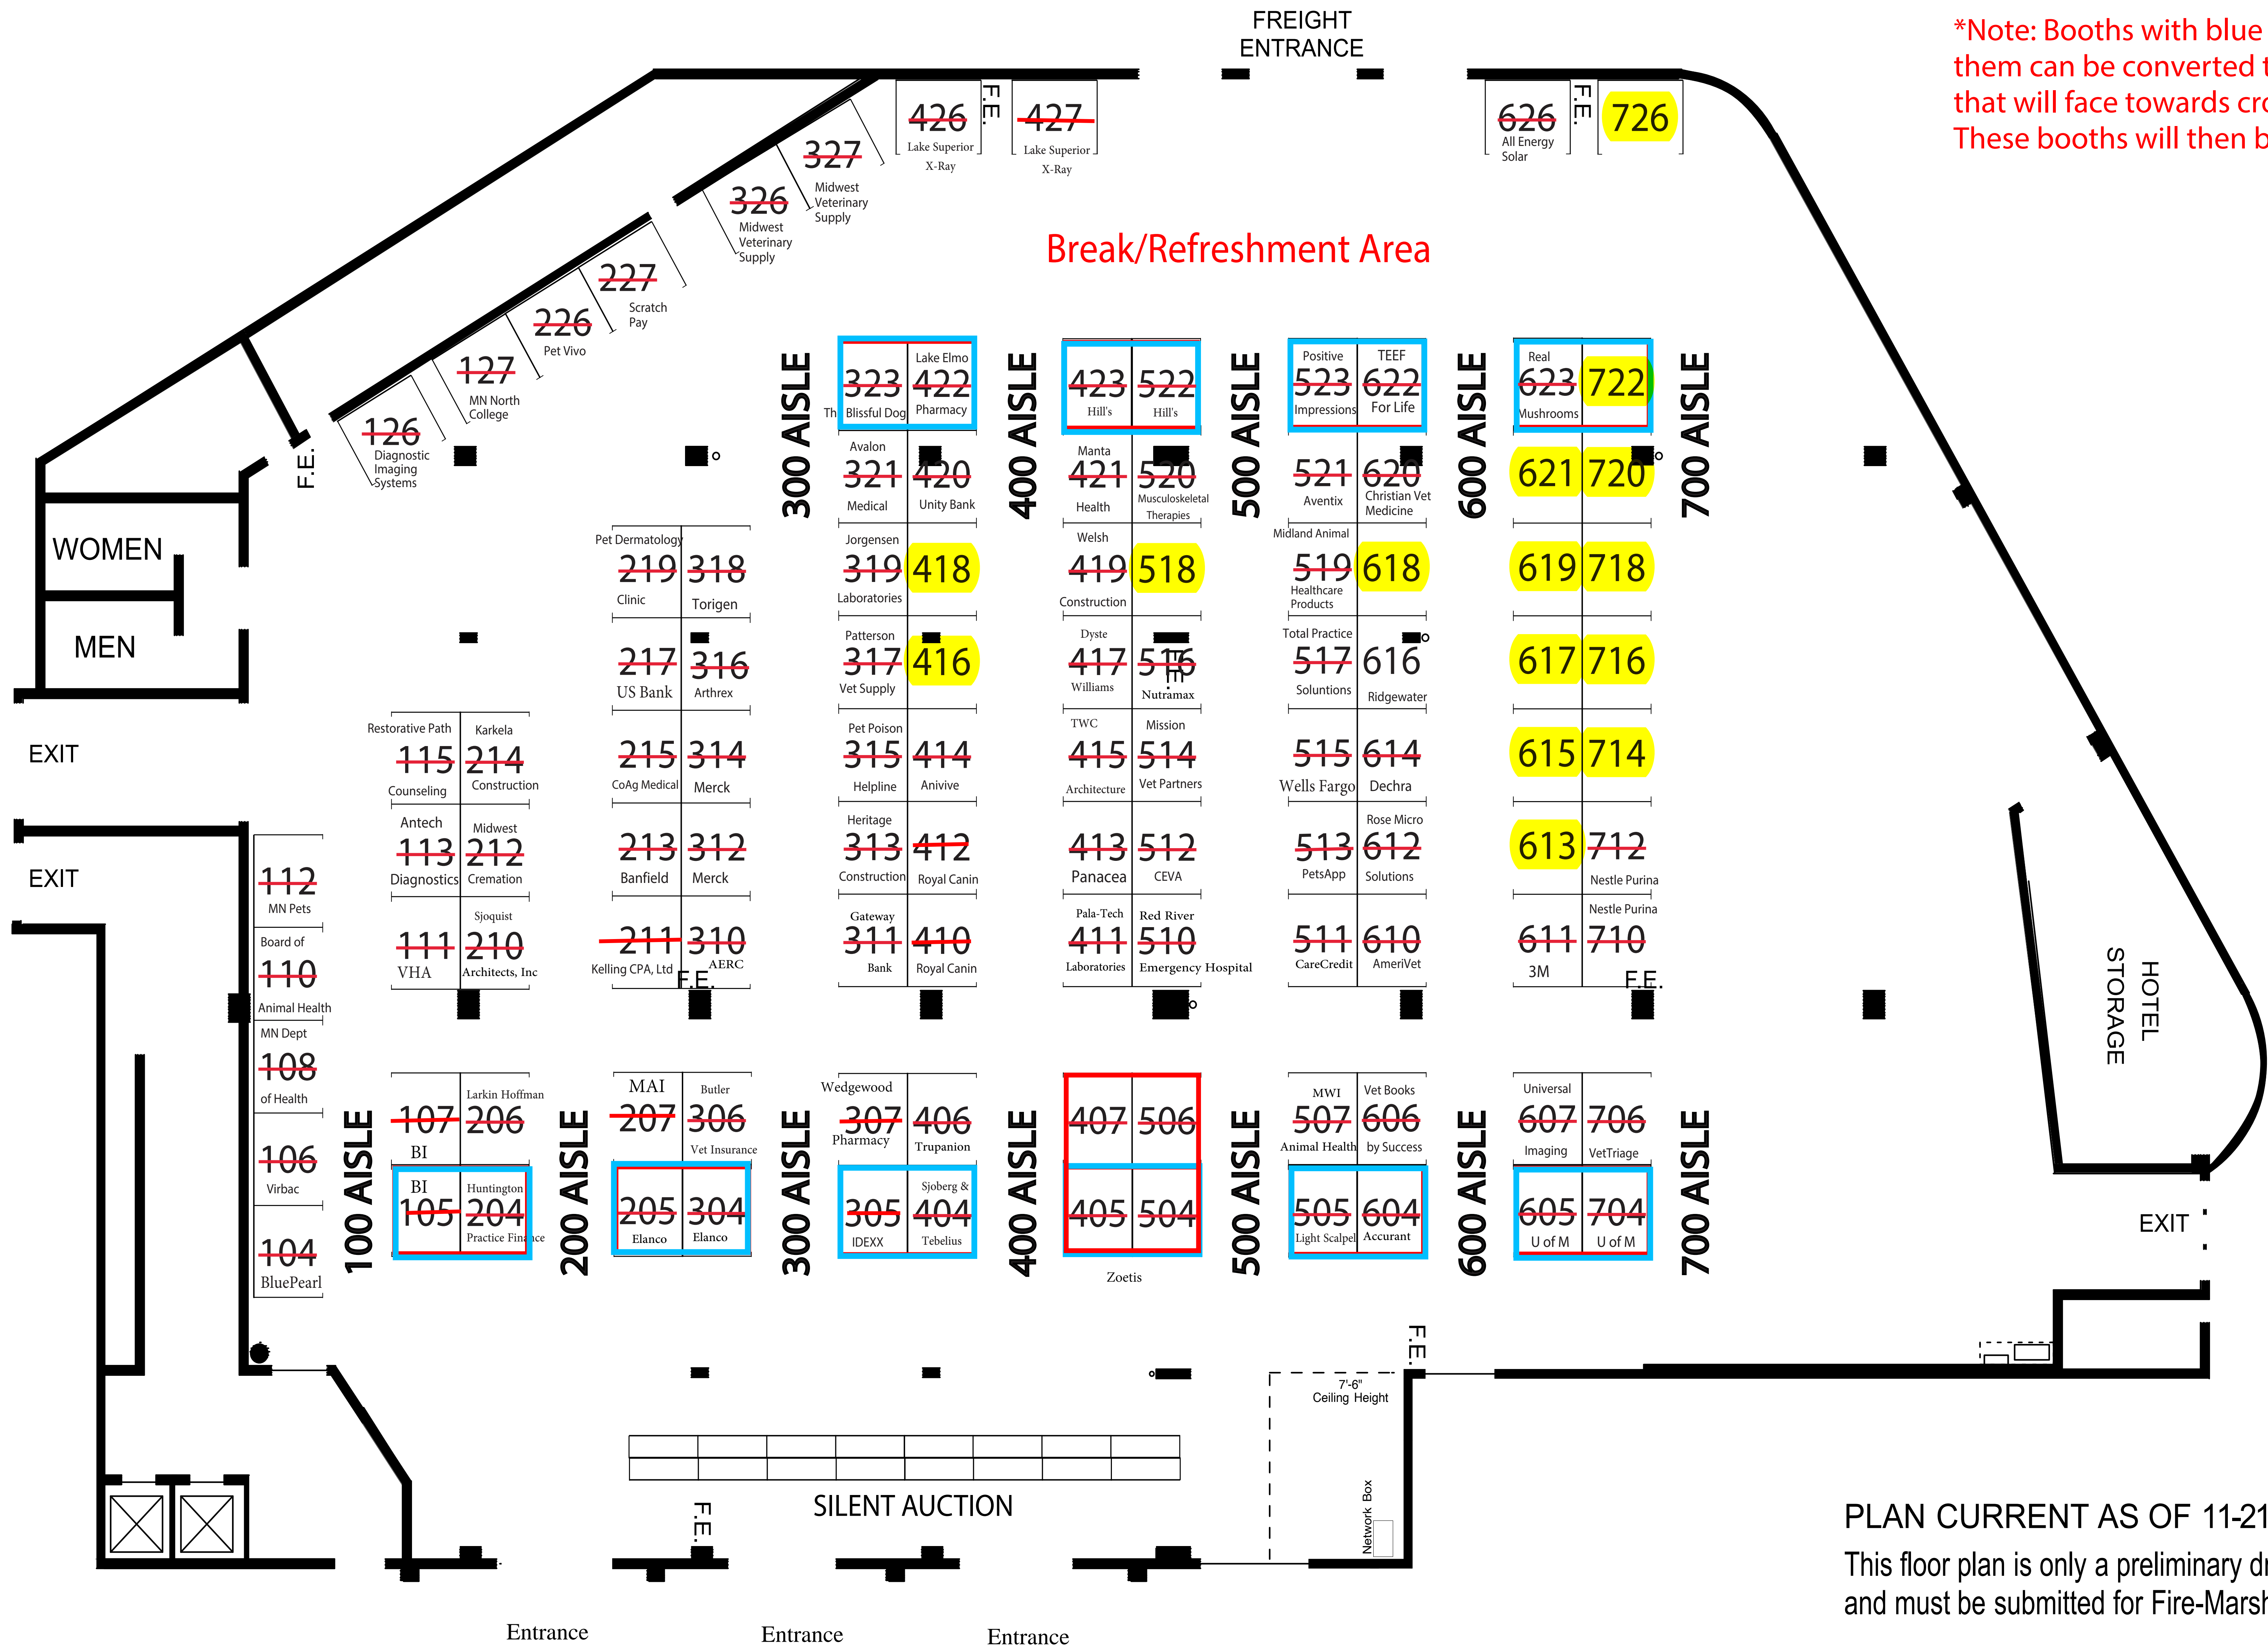 FREIGHT
ENTRANCE
*Note: Booths with blue
them can be converted t
that will face towards cro
These booths will then b
426
Lake Superior
X-Ray
F.E.
427
Lake Superior
X-Ray
626
All Energy
Solar
F.E.
726
327
Midwest
Veterinary
Supply
326
Midwest
Veterinary
Supply
227
Scratch
Pay
226
Pet Vivo
127
MN North
College
126
Diagnostic
Imaging
Systems
F.E.
Break/Refreshment Area
300 AISLE
400 AISLE
500 AISLE
600 AISLE
700 AISLE
323
Blissful Dog
Lake Elmo
422
Pharmacy
423
Hill's
522
Hill's
Positive
523
Impressions
TEEF
622
For Life
Real
623
Mushrooms
722
Avalon
321
Medical
420
Unity Bank
Manta
421
Health
520
Musculoskeletal
Therapies
521
Aventix
620
Christian Vet
Medicine
621
720
WOMEN
MEN
Pet Dermatology
219
Clinic
318
Torigen
Jorgensen
319
Laboratories
418
Welsh
419
Construction
518
Midland Animal
519
Healthcare
Products
618
619
718
217
US Bank
316
Arthrex
Patterson
317
Vet Supply
416
Dyste
417
Williams
516
F.E.
Nutramax
Total Practice
517
Soluntions
616
Ridgewater
617
716
EXIT
Restorative Path
115
Counseling
Karkela
214
Construction
215
CoAg Medical
314
Merck
Pet Poison
315
Helpline
414
Anivive
TWC
415
Architecture
Mission
514
Vet Partners
515
Wells Fargo
614
Dechra
615
714
EXIT
112
MN Pets
Antech
113
Diagnostics
Midwest
212
Cremation
213
Banfield
312
Merck
Heritage
313
Construction
412
Royal Canin
413
Panacea
512
CEVA
513
PetsApp
Rose Micro
612
Solutions
613
712
Nestle Purina
Board of
110
Animal Health
111
VHA
Sjoquist
210
Architects, Inc
211
Kelling CPA, Ltd
310
AERC
F.E.
Gateway
311
Bank
410
Royal Canin
Pala-Tech
411
Laboratories
Red River
510
Emergency Hospital
511
CareCredit
610
AmeriVet
611
3M
Nestle Purina
710
F.E.
HOTEL
STORAGE
MN Dept
108
of Health
106
Virbac
104
BluePearl
107
BI
Larkin Hoffman
206
MAI
207
Butler
306
Vet Insurance
Wedgewood
307
Pharmacy
406
Trupanion
407
506
MWI
507
Animal Health
Vet Books
606
by Success
Universal
607
Imaging
706
VetTriage
100 AISLE
200 AISLE
300 AISLE
400 AISLE
500 AISLE
600 AISLE
700 AISLE
BI
105
Huntington
204
Practice Finance
205
Elanco
304
Elanco
305
IDEXX
Sjoberg &
404
Tebelius
405
504
Zoetis
505
Light Scalpel
604
Accurant
605
U of M
704
U of M
EXIT
F.E.
7'-6"
Ceiling Height
Network Box
SILENT AUCTION
F.E.
PLAN CURRENT AS OF 11-21
This floor plan is only a preliminary dr
and must be submitted for Fire-Marsh
Entrance
Entrance
Entrance